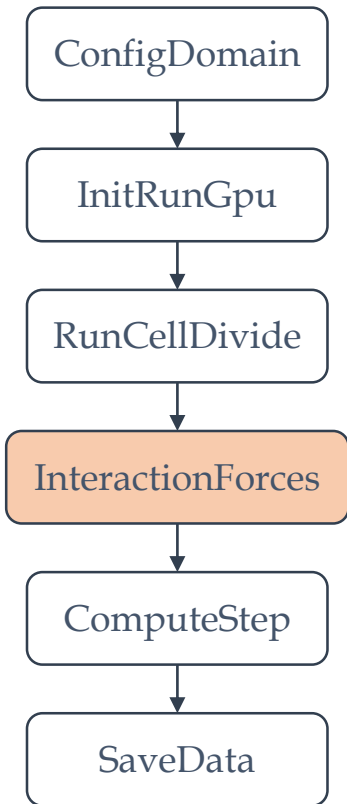 ConfigDomain
InitRunGpu
RunCellDivide
InteractionForces
ComputeStep
SaveData